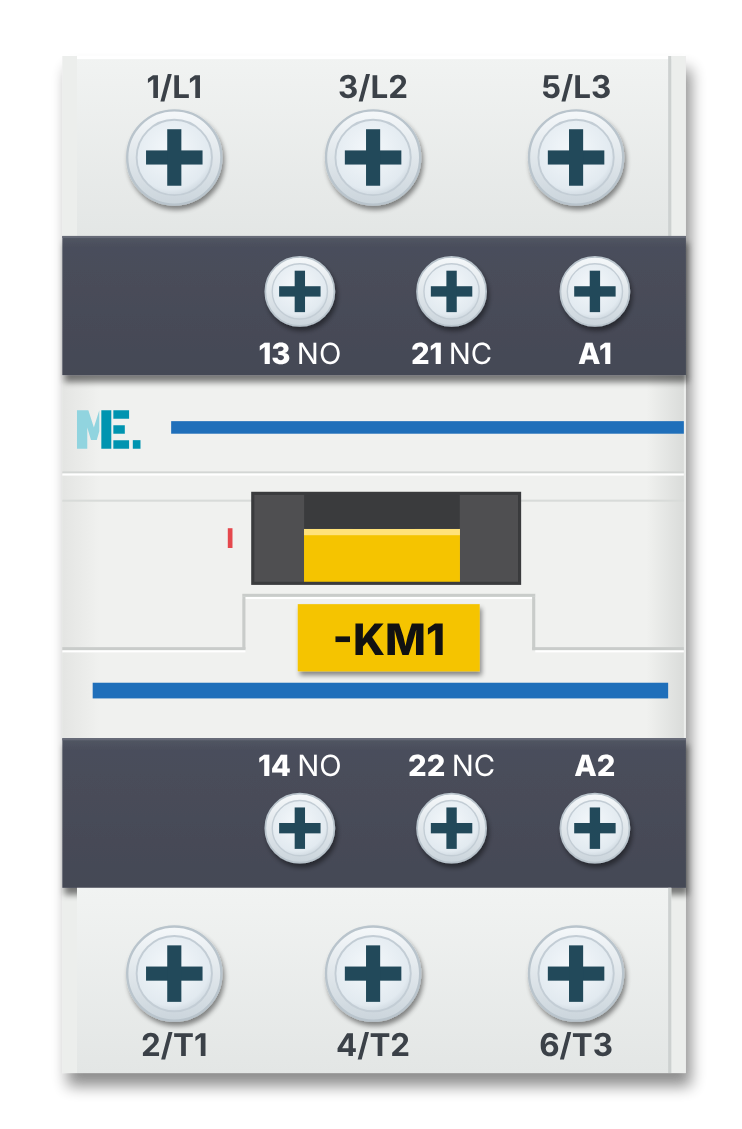 1/L1 3/L2 5/L3
13 NO 21 NC A1
ME.
I
-KM1
14 NO 22 NC A2
2/T1 4/T2 6/T3